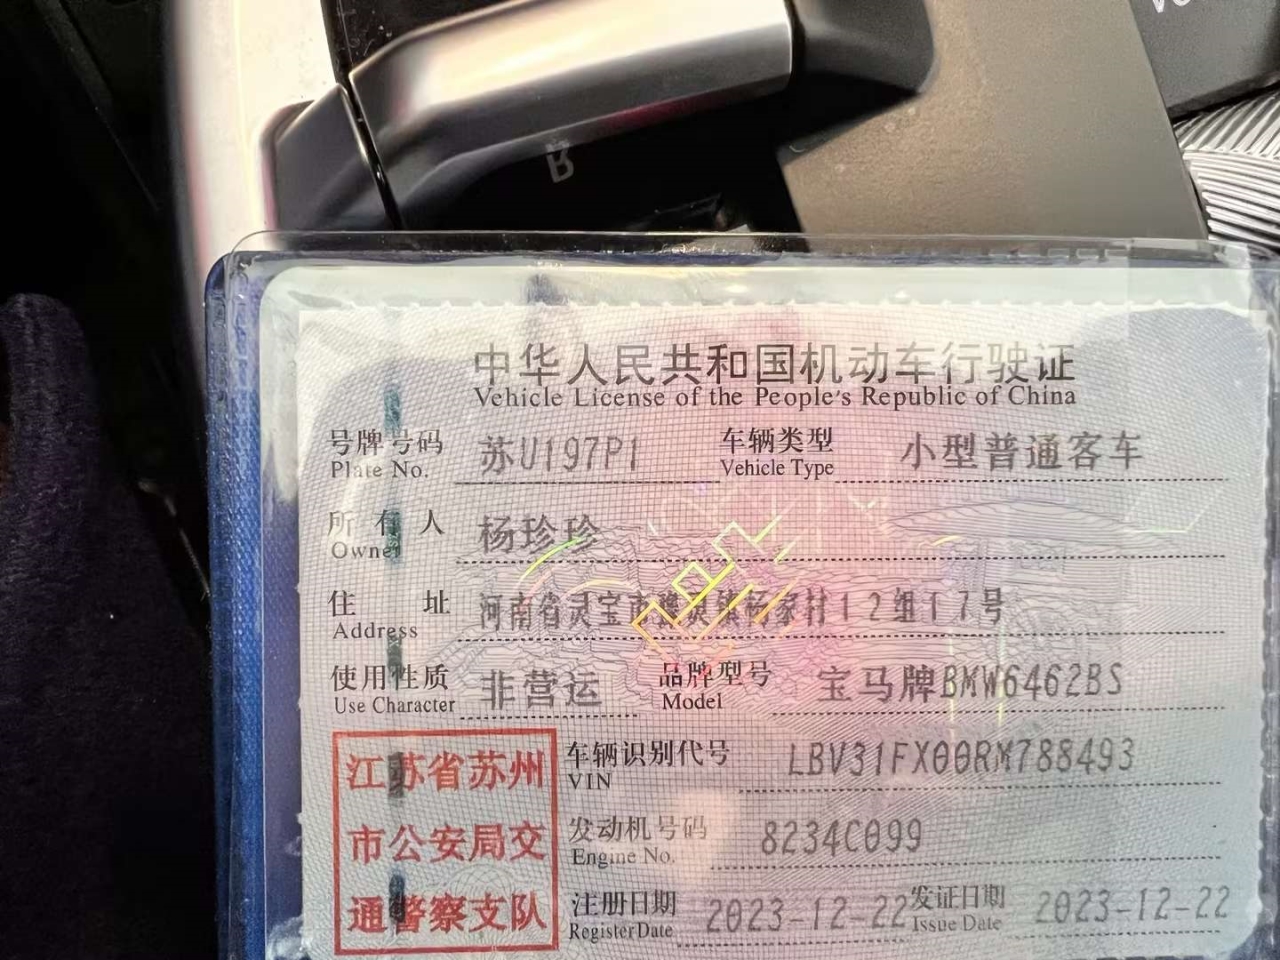 R
中华人民共和国机动车行驶证
Vehicle License of the People's Republic of China
号牌号码 苏U197P1 车辆类型 小型普通客车
Plate No. Vehicle Type
所有人 杨珍珍
Owner
住址 河南省灵宝市豫灵镇杨家村12组17号
Address
使用性质 非营运 品牌型号 宝马牌BMW6462BS
Use Character Model
江苏省苏州
市公安局交
通警察支队
车辆识别代号 LBV31FX00RM788493
VIN
发动机号码 8234C099
Engine No.
注册日期 2023-12-22 发证日期 2023-12-22
Register Date Issue Date